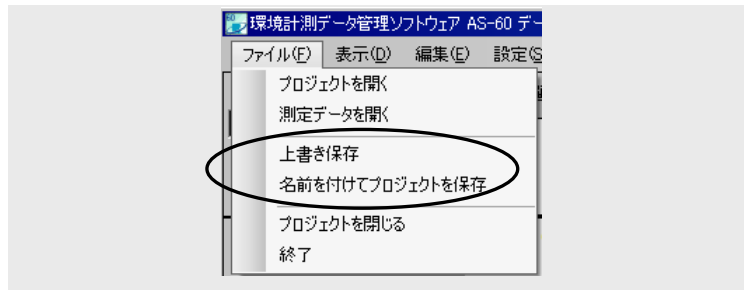 環境計測データ管理ソフトウェア AS-60 デー
ファイル(F) 表示(D) 編集(E) 設定(S
プロジェクトを開く
測定データを開く
上書き保存
名前を付けてプロジェクトを保存
プロジェクトを閉じる
終了